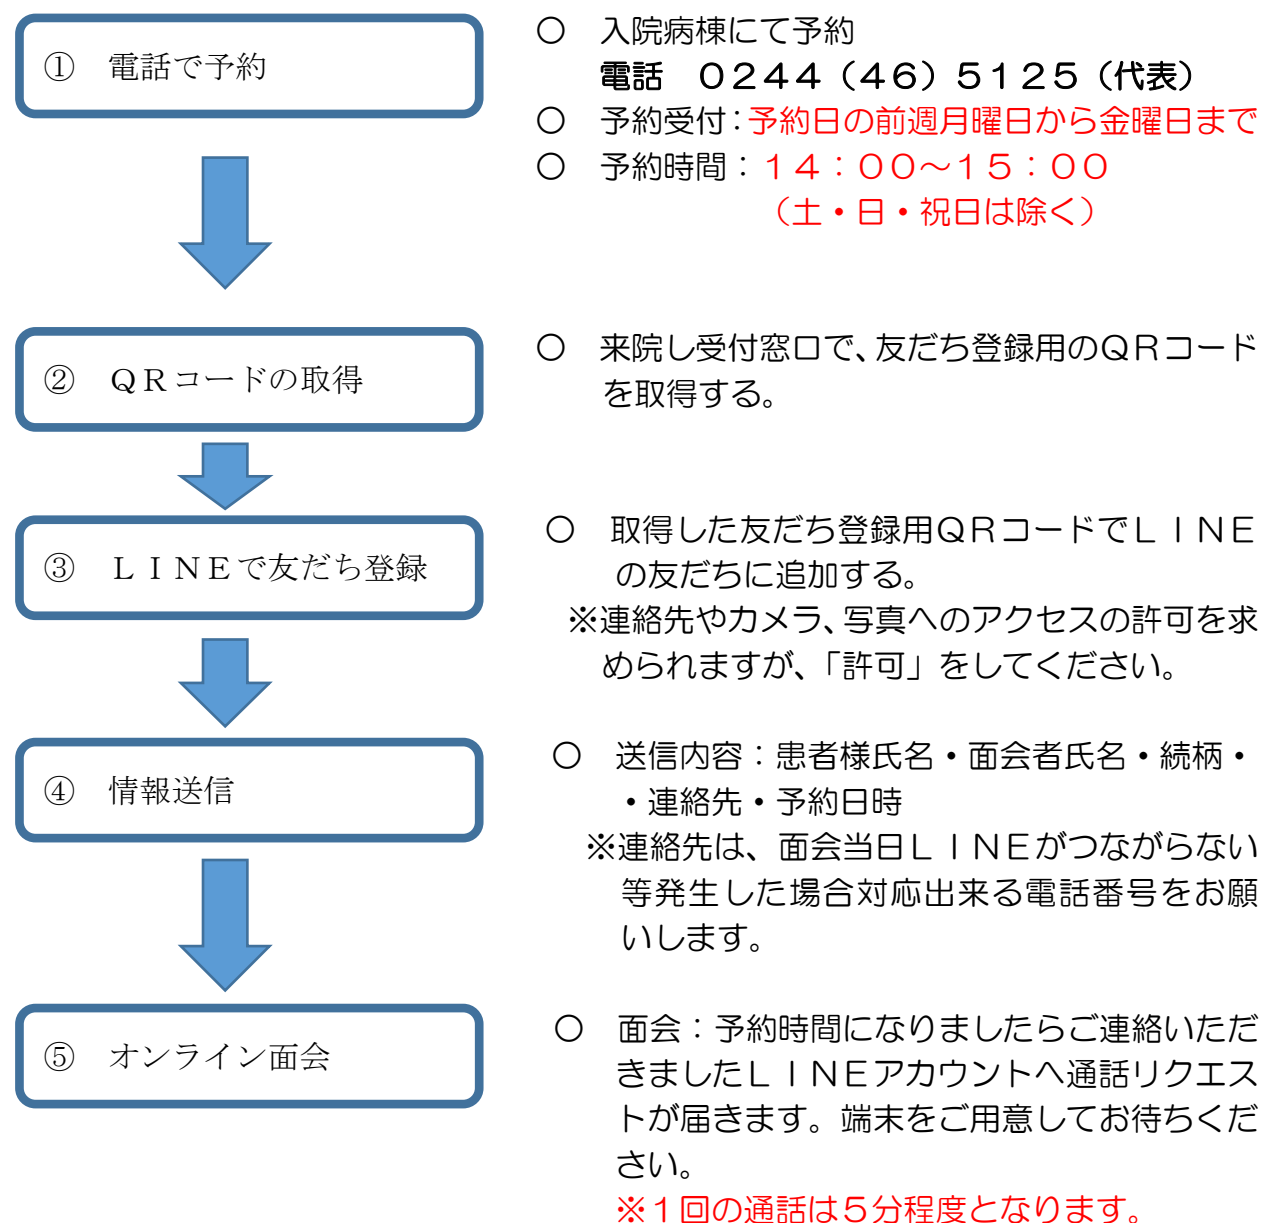 ① 電話で予約
〇 入院病棟にて予約
電話 0244（46）5125（代表）
〇 予約受付：予約日の前週月曜日から金曜日まで
〇 予約時間：14：00～15：00
（土・日・祝日は除く）
② QRコードの取得
〇 来院し受付窓口で、友だち登録用のQRコード
を取得する。
③ LINEで友だち登録
〇 取得した友だち登録用QRコードでLINE
の友だちに追加する。
※連絡先やカメラ、写真へのアクセスの許可を求
められますが、「許可」をしてください。
④ 情報送信
〇 送信内容：患者様氏名・面会者氏名・続柄・
・連絡先・予約日時
※連絡先は、面会当日LINEがつながらない
等発生した場合対応出来る電話番号をお願
いします。
⑤ オンライン面会
〇 面会：予約時間になりましたらご連絡いただ
きましたLINEアカウントへ通話リクエス
トが届きます。端末をご用意してお待ちくだ
さい。
※1回の通話は5分程度となります。